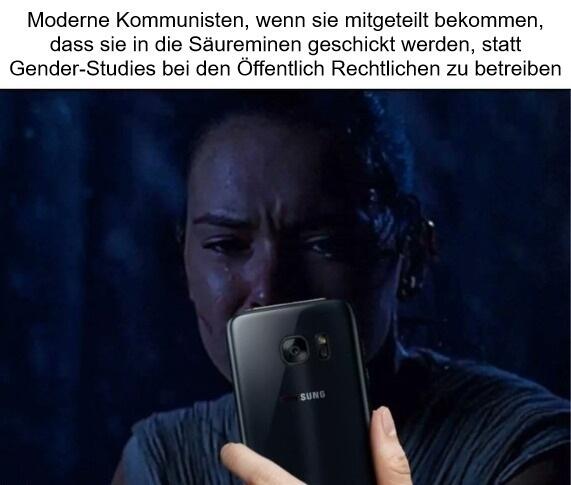 Moderne Kommunisten, wenn sie mitgeteilt bekommen,
dass sie in die Säureminen geschickt werden, statt
Gender-Studies bei den Öffentlich Rechtlichen zu betreiben
SUNG